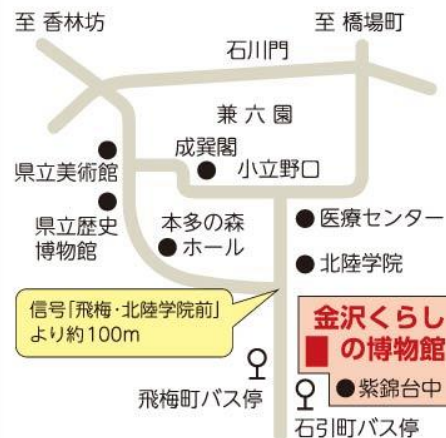 至 香林坊
至 橋場町
石川門
兼六園
成巽閣
小立野口
県立美術館
県立歴史
博物館
本多の森
ホール
医療センター
北陸学院
信号「飛梅・北陸学院前」
より約100m
金沢くらし
の博物館
紫錦台中
飛梅町バス停
石引町バス停